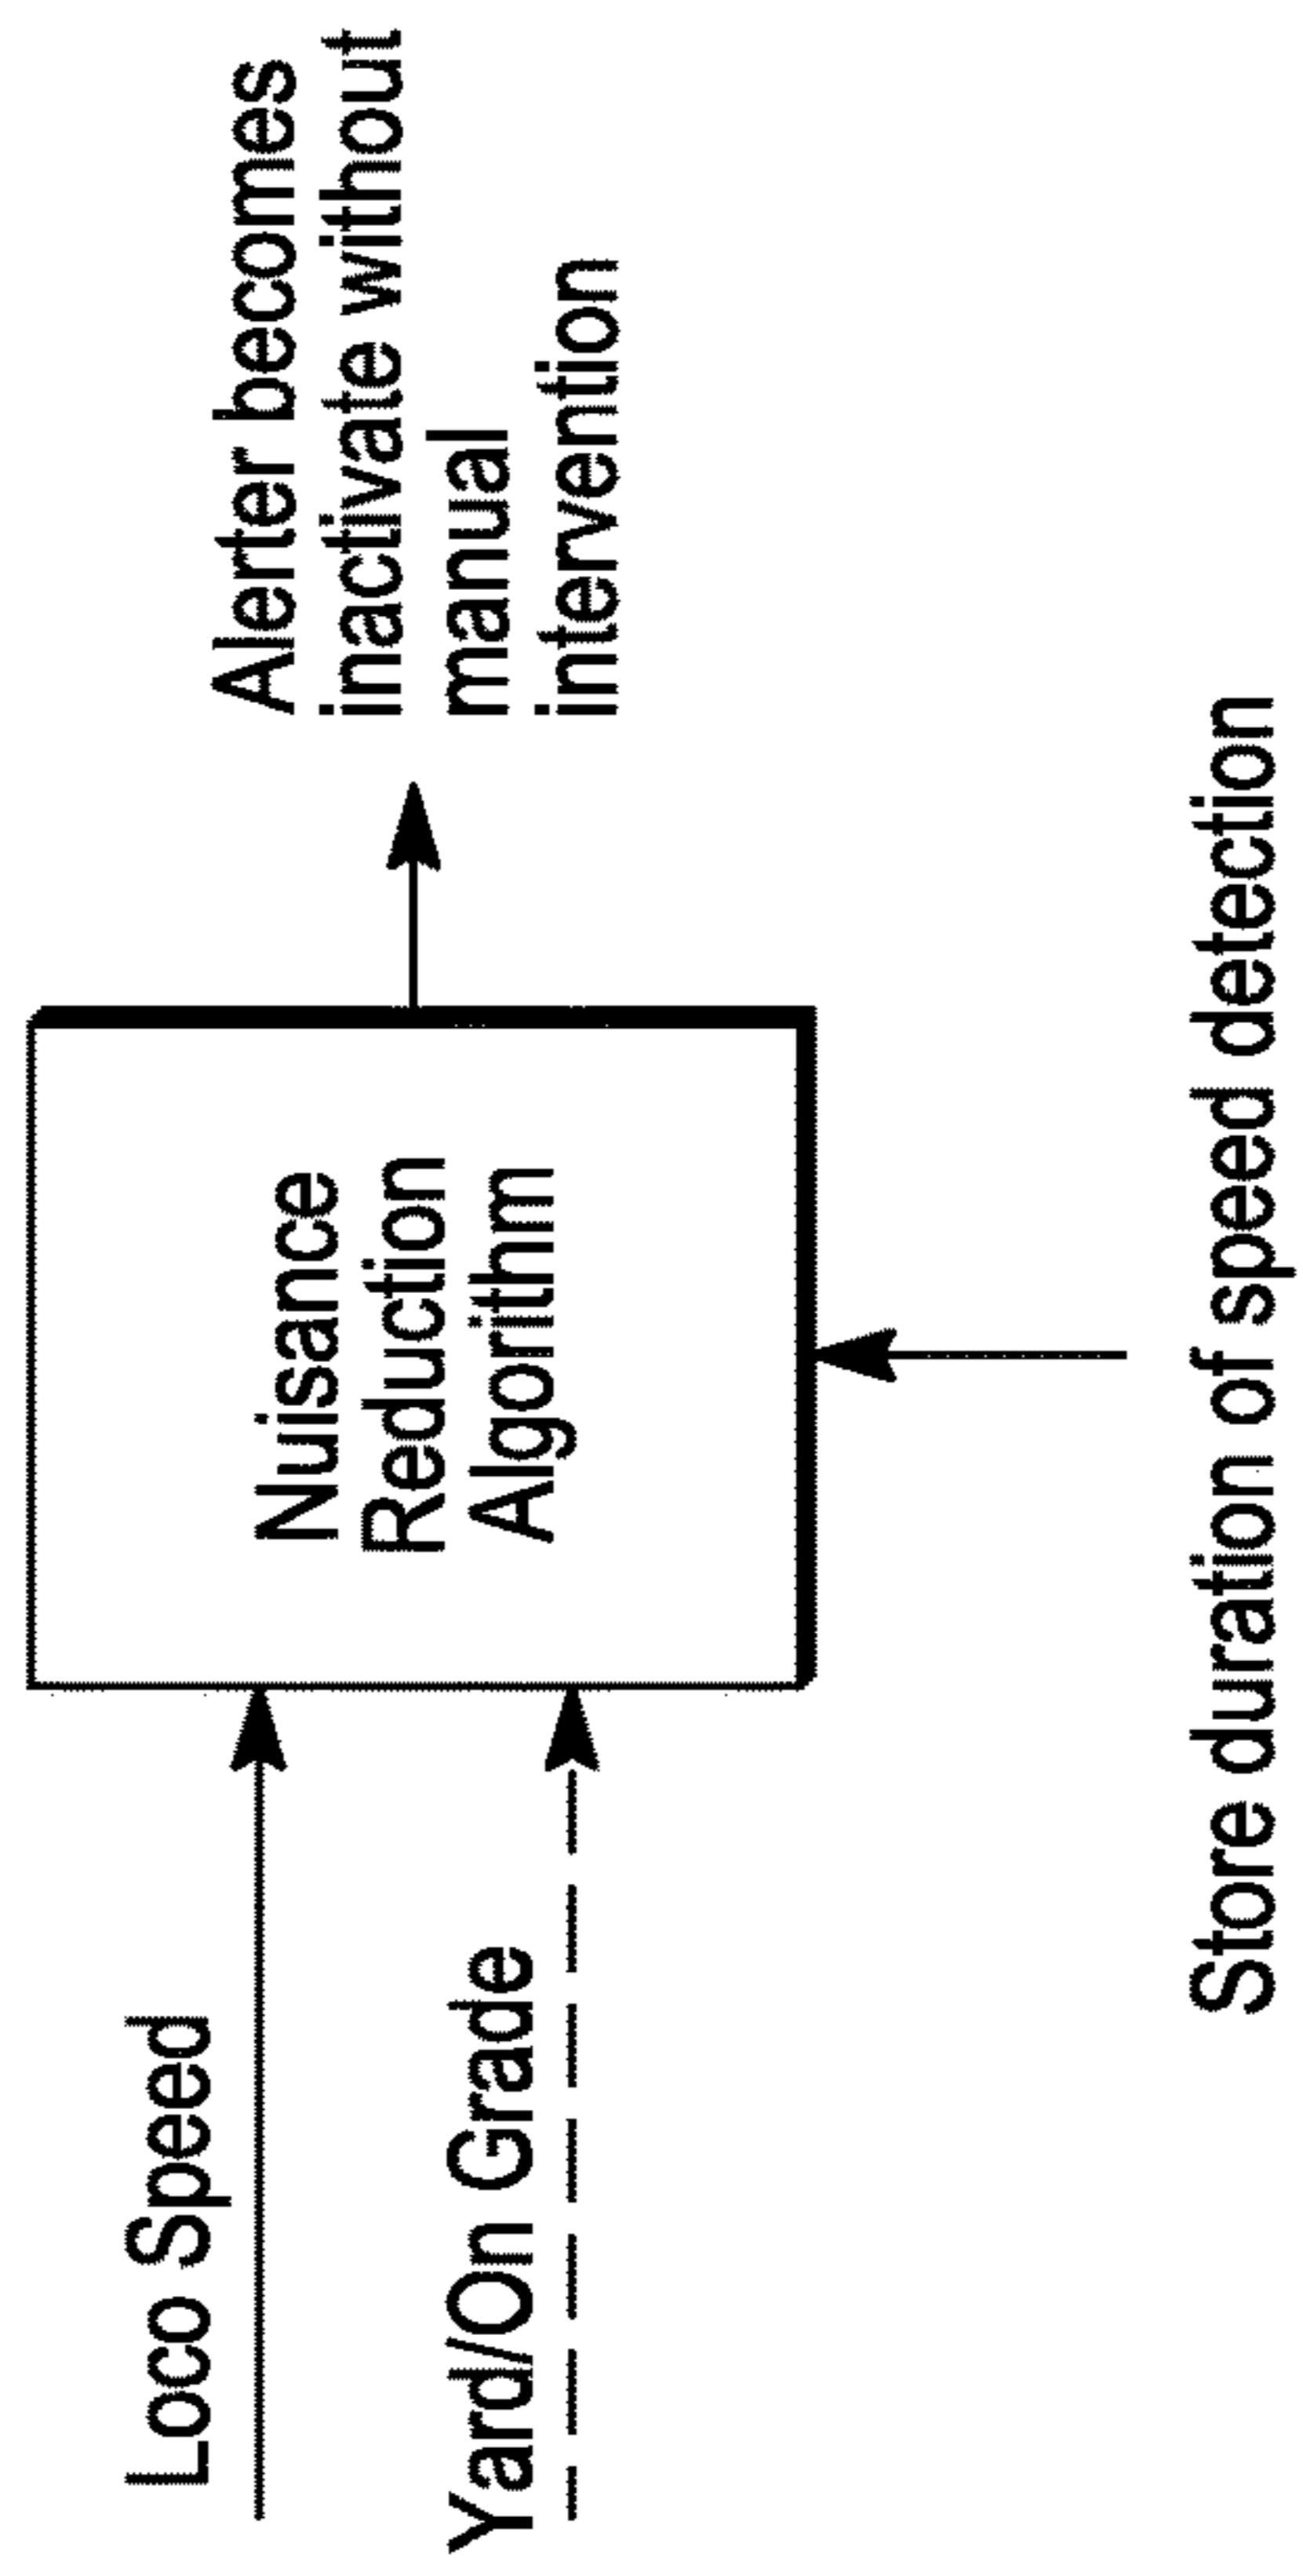 Loco Speed
Yard/On Grade
Nuisance
Reduction
Algorithm
Alerter becomes
inactivate without
manual
intervention
Store duration of speed detection